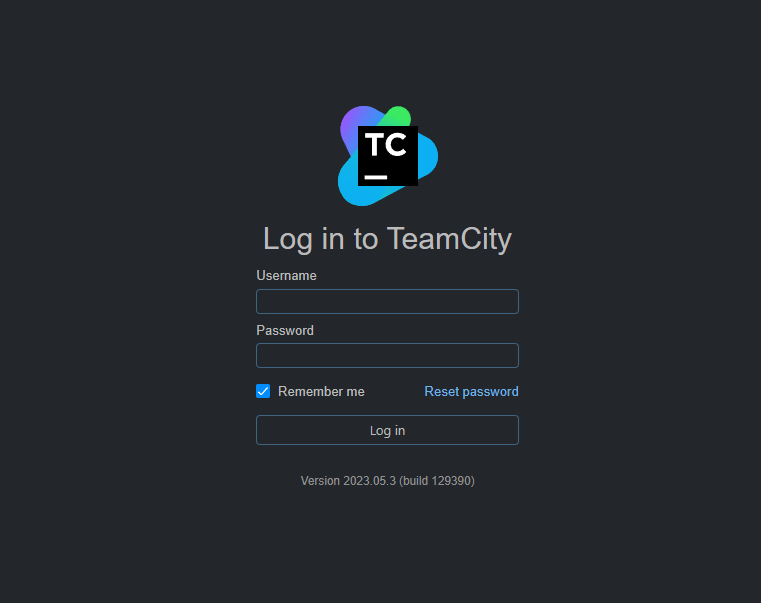 TC
Log in to TeamCity
Username
Password
Remember me Reset password
Log in
Version 2023.05.3 (build 129390)